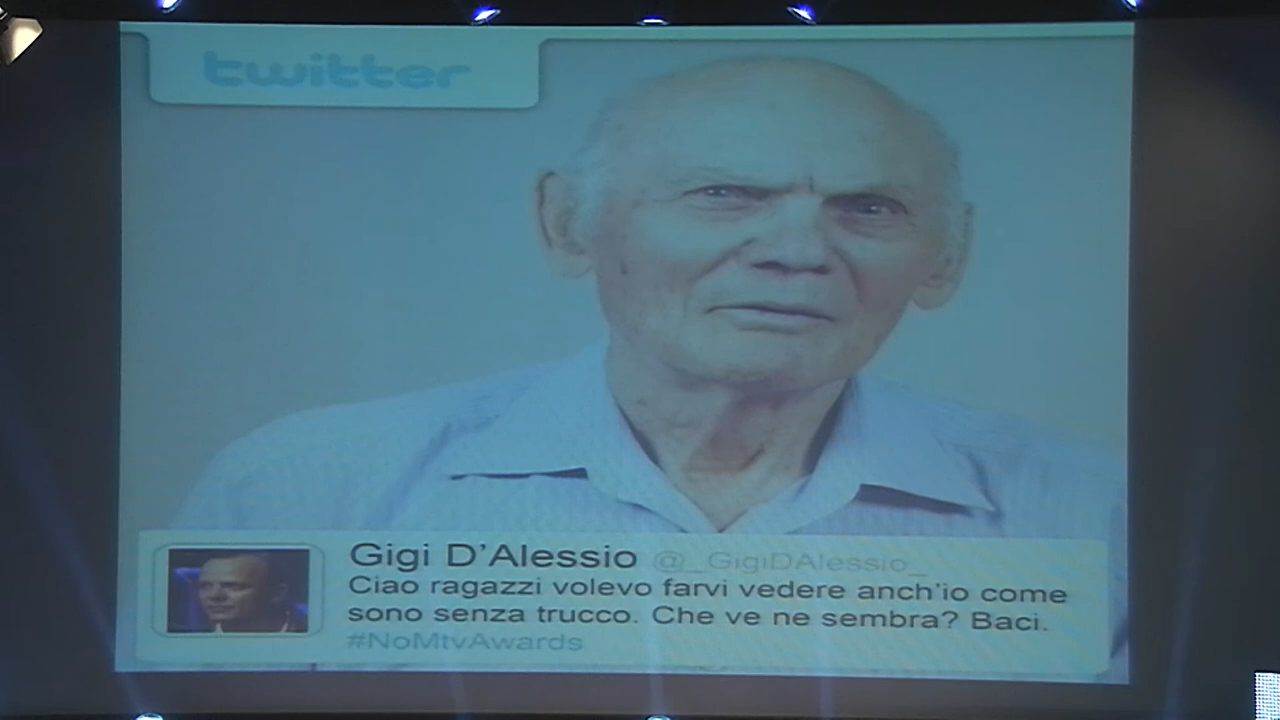 twitter
Gigi D'Alessio @_GigiDAlessio_
Ciao ragazzi volevo farvi vedere anch'io come
sono senza trucco. Che ve ne sembra? Baci.
#NoMtvAwards